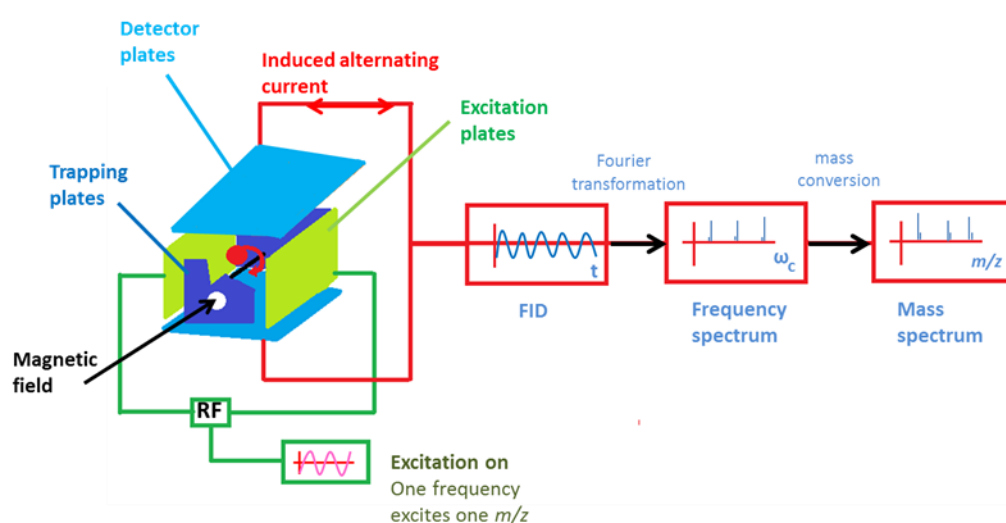 Detector
plates
Induced alternating
current
Excitation
plates
Trapping
plates
Magnetic
field
RF
Excitation on
One frequency
excites one m/z
t
FID
Fourier
transformation
ωc
Frequency
spectrum
mass
conversion
m/z
Mass
spectrum